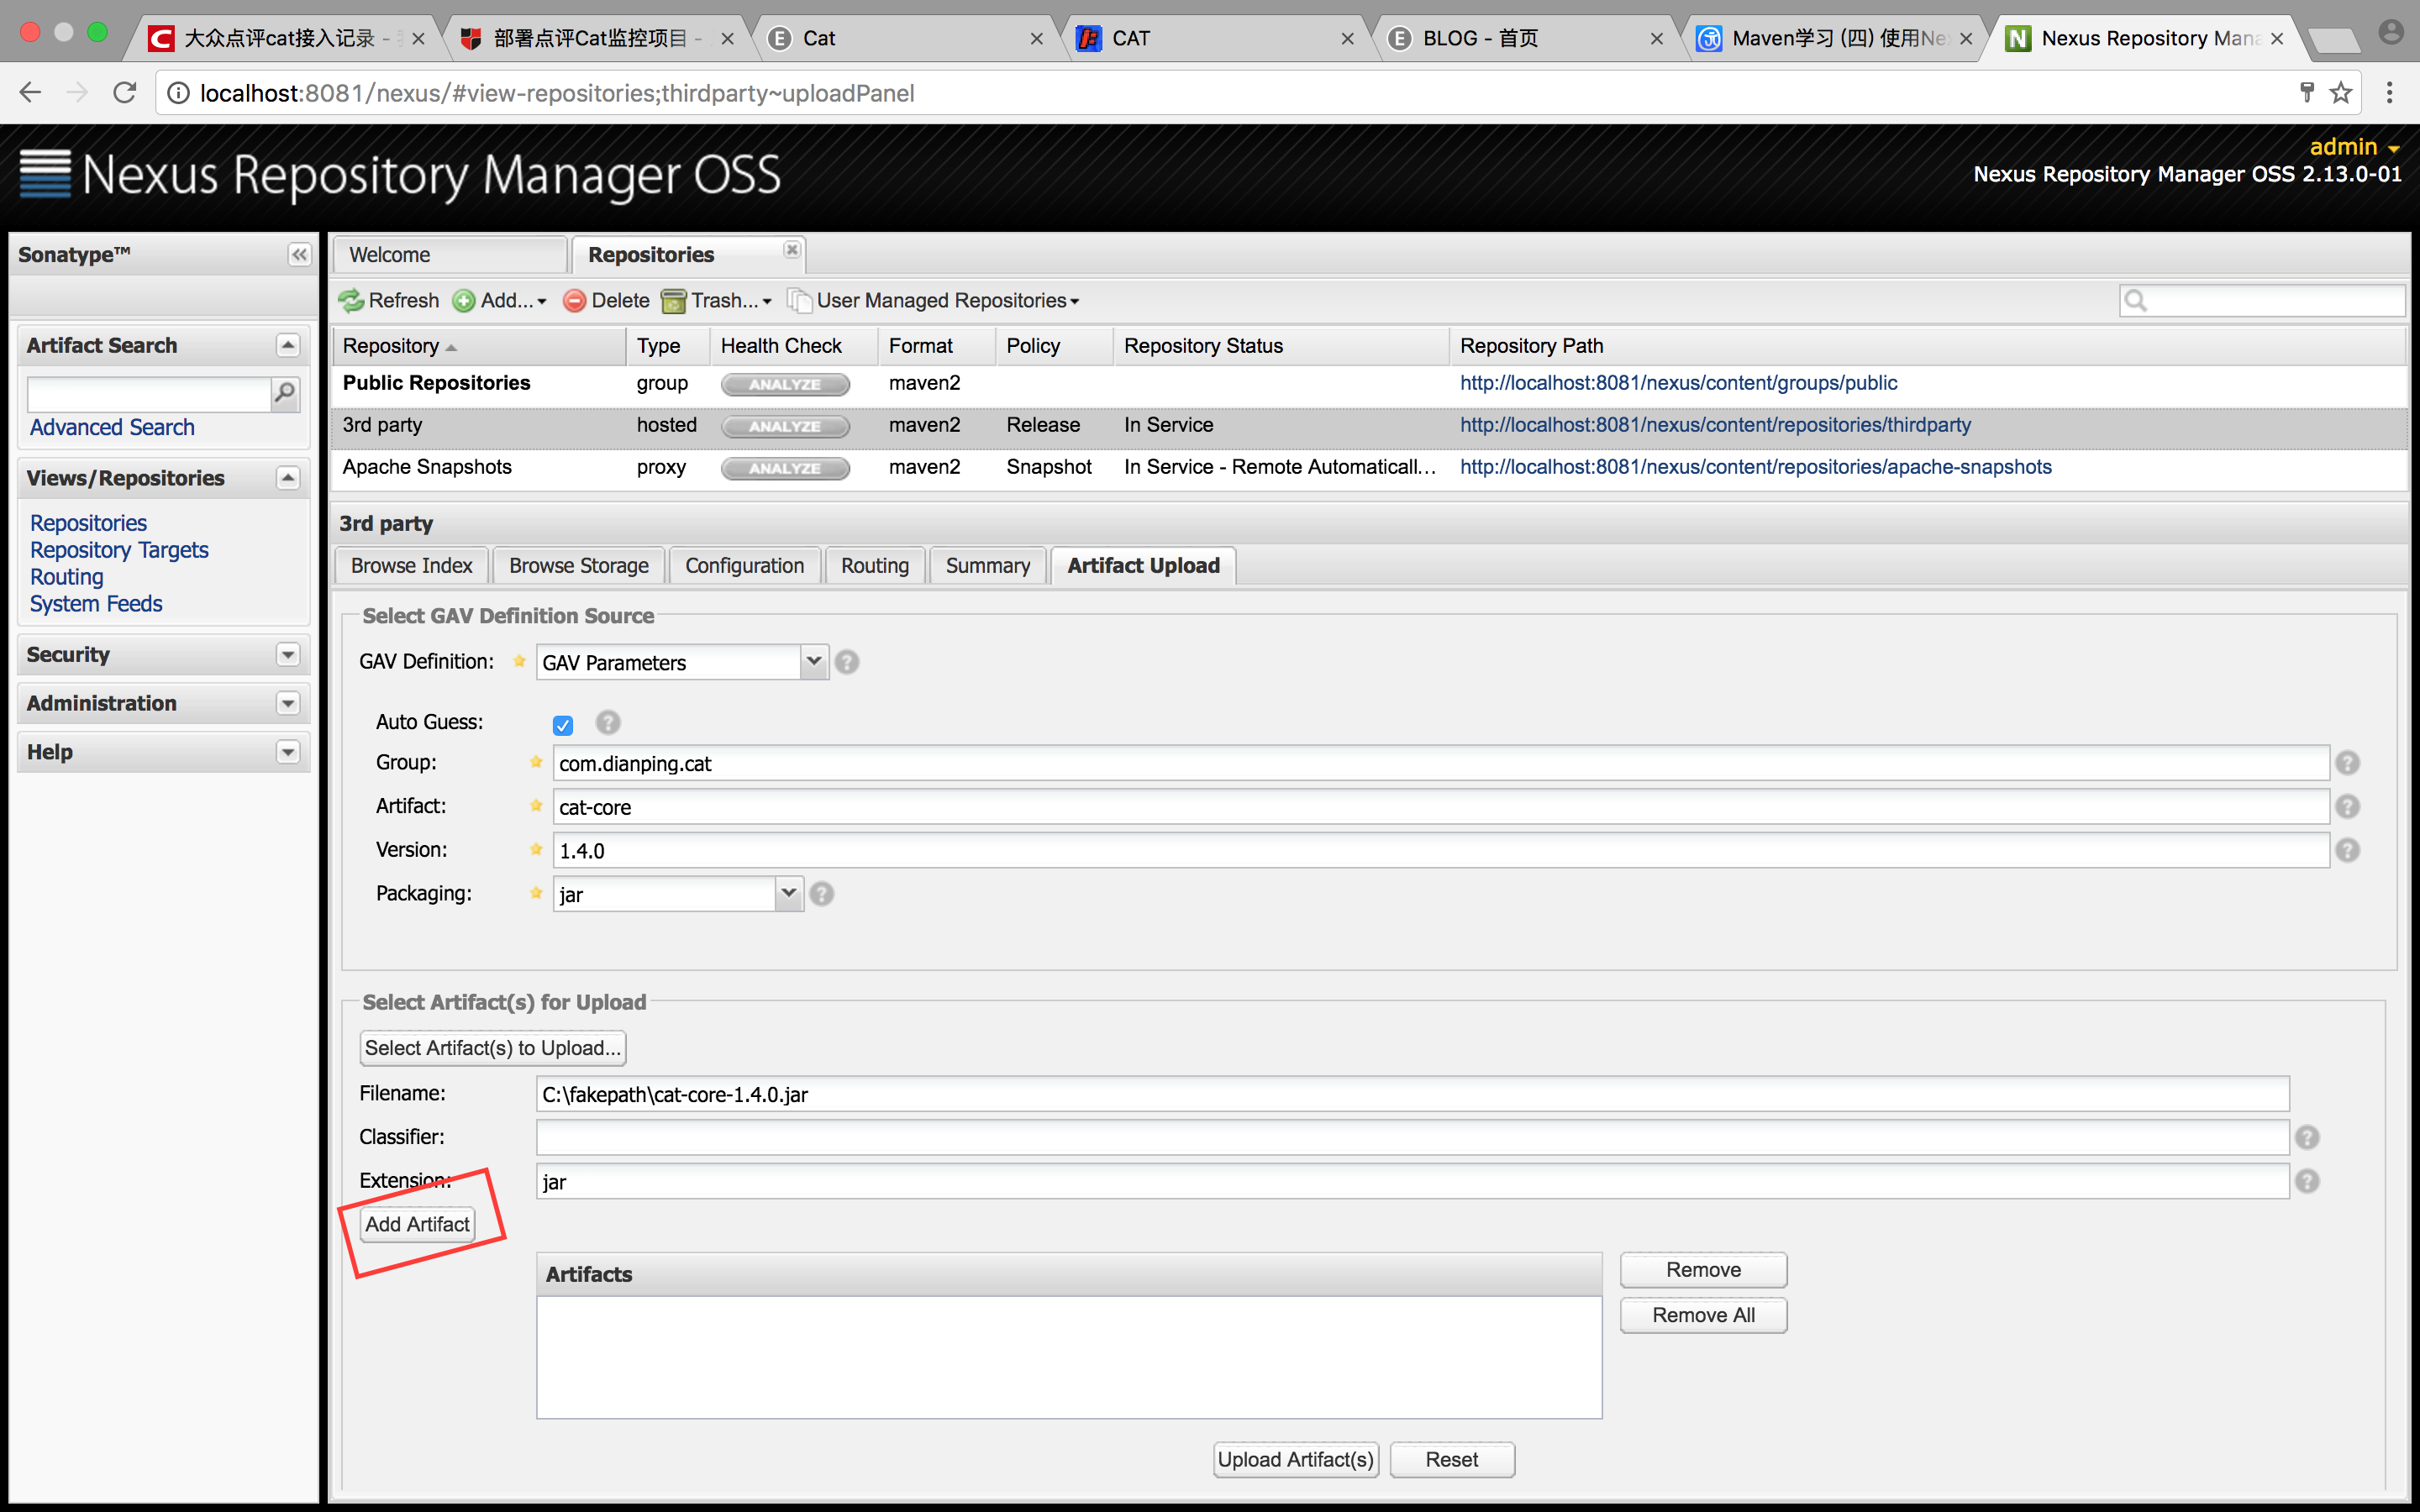 大众点评cat接入记录 -
部署点评Cat监控项目 -
Cat
CAT
BLOG - 首页
Maven学习 (四) 使用Ne
Nexus Repository Mana
localhost:8081/nexus/#view-repositories;thirdparty~uploadPanel
Nexus Repository Manager OSS
admin
Nexus Repository Manager OSS 2.13.0-01
Sonatype™
Welcome
Repositories
Refresh
Add...
Delete
Trash...
User Managed Repositories
Artifact Search
Advanced Search
Views/Repositories
Repositories
Repository Targets
Routing
System Feeds
Security
Administration
Help
Repository Type Health Check Format Policy Repository Status Repository Path
Public Repositories group ANALYZE maven2 http://localhost:8081/nexus/content/groups/public
3rd party hosted ANALYZE maven2 Release In Service http://localhost:8081/nexus/content/repositories/thirdparty
Apache Snapshots proxy ANALYZE maven2 Snapshot In Service - Remote Automaticall... http://localhost:8081/nexus/content/repositories/apache-snapshots
3rd party
Browse Index
Browse Storage
Configuration
Routing
Summary
Artifact Upload
Select GAV Definition Source
GAV Definition: GAV Parameters
Auto Guess:
Group: com.dianping.cat
Artifact: cat-core
Version: 1.4.0
Packaging: jar
Select Artifact(s) for Upload
Select Artifact(s) to Upload...
Filename: C:\fakepath\cat-core-1.4.0.jar
Classifier:
Extension: jar
Add Artifact
Artifacts
Remove
Remove All
Upload Artifact(s)
Reset